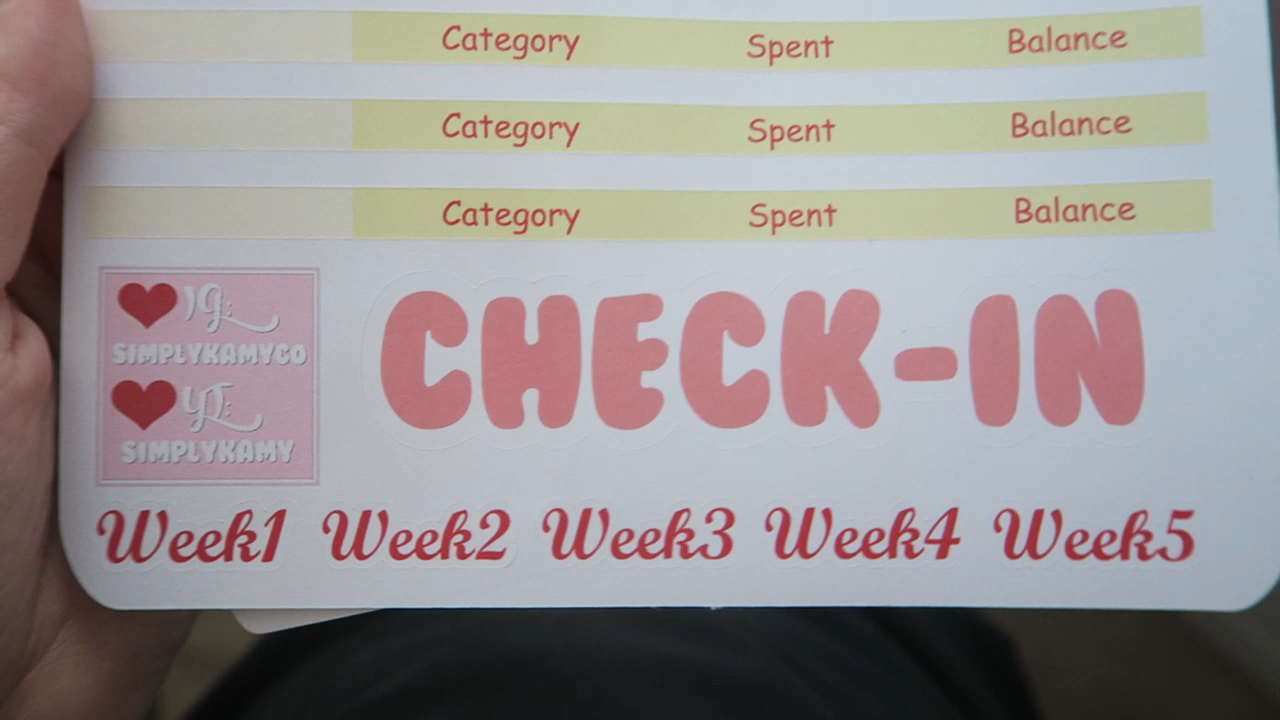 Category Spent Balance
Category Spent Balance
Category Spent Balance
IG:
SIMPLYKAMYCO
YT:
SIMPLYKAMY
CHECK-IN
Week1 Week2 Week3 Week4 Week5